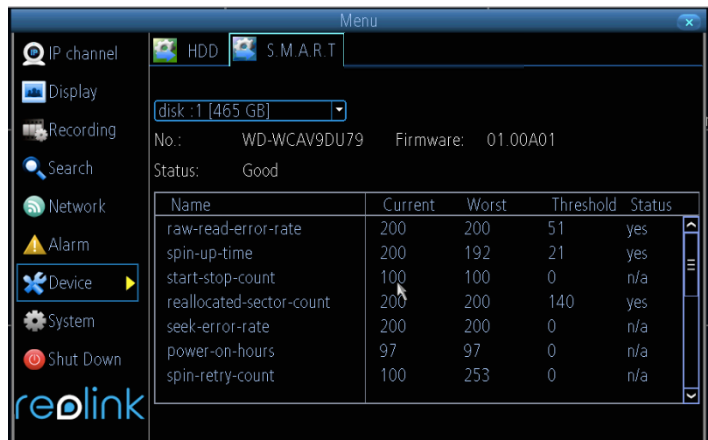 Menu
IP channel
Display
Recording
Search
Network
Alarm
Device
System
Shut Down
reolink
HDD S.M.A.R.T
disk :1 [465 GB]
No.: WD-WCAV9DU79 Firmware: 01.00A01
Status: Good
Name Current Worst Threshold Status
raw-read-error-rate 200 200 51 yes
spin-up-time 200 192 21 yes
start-stop-count 100 100 0 n/a
reallocated-sector-count 200 200 140 yes
seek-error-rate 200 200 0 n/a
power-on-hours 97 97 0 n/a
spin-retry-count 100 253 0 n/a